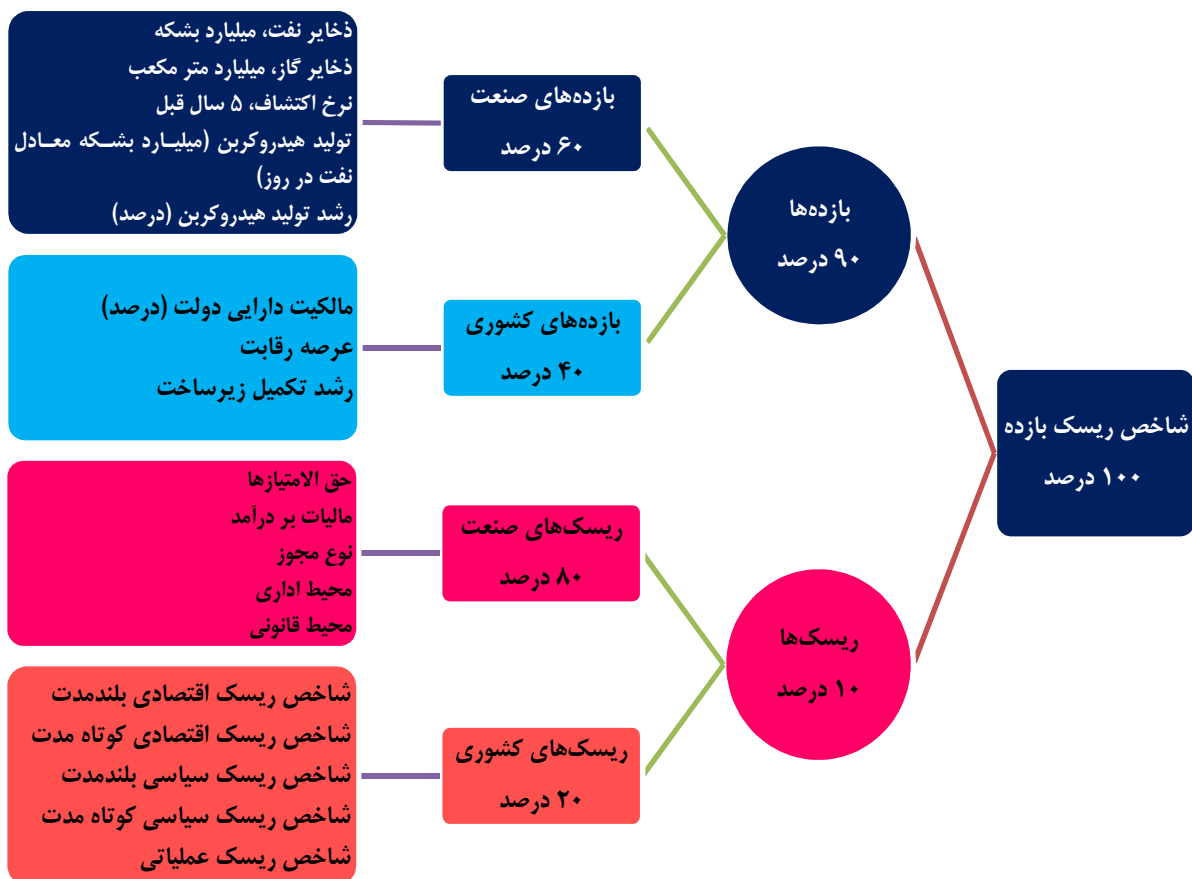 شاخص ریسک بازده
۱۰۰ درصد
بازده‌ها
۹۰ درصد
بازده‌های صنعت
۶۰ درصد
ذخایر نفت، میلیارد بشکه
ذخایر گاز، میلیارد متر مکعب
نرخ اکتشاف، ۵ سال قبل
تولید هیدروکربن (میلیارد بشکه معادل
نفت در روز)
رشد تولید هیدروکربن (درصد)
بازده‌های کشوری
۴۰ درصد
مالکیت دارایی دولت (درصد)
عرصه رقابت
رشد تکمیل زیرساخت
ریسک‌ها
۱۰ درصد
ریسک‌های صنعت
۸۰ درصد
حق الامتیازها
مالیات بر درآمد
نوع مجوز
محیط اداری
محیط قانونی
ریسک‌های کشوری
۲۰ درصد
شاخص ریسک اقتصادی بلندمدت
شاخص ریسک اقتصادی کوتاه مدت
شاخص ریسک سیاسی بلندمدت
شاخص ریسک سیاسی کوتاه مدت
شاخص ریسک عملیاتی